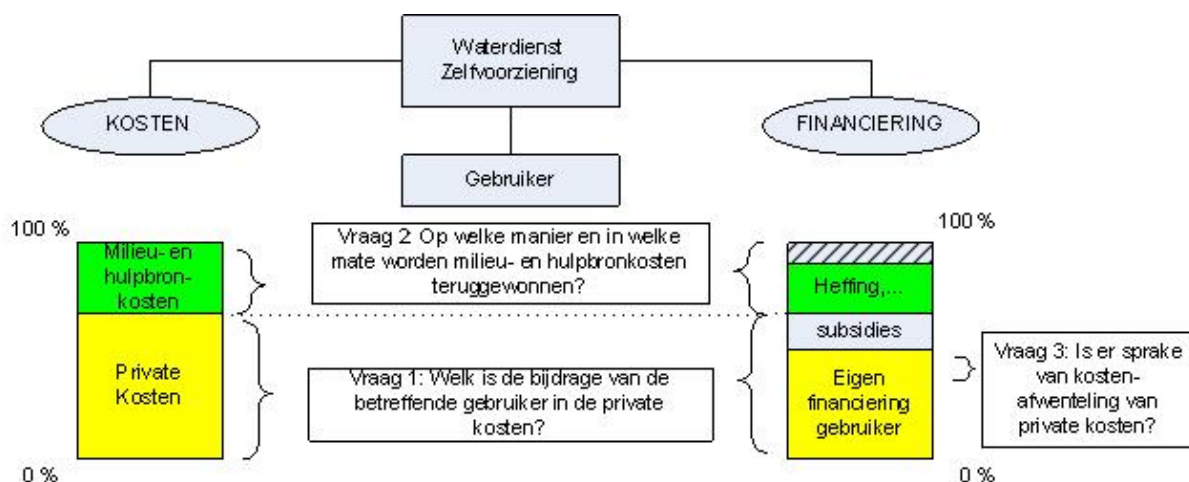 Waterdienst
Zelfvoorziening
KOSTEN
FINANCIERING
Gebruiker
100 %
100 %
Milieu- en
hulpbron-
kosten
Vraag 2: Op welke manier en in welke
mate worden milieu- en hulpbronkosten
teruggewonnen?
Heffing,...
subsidies
Private
Kosten
Vraag 1: Welk is de bijdrage van de
betreffende gebruiker in de private
kosten?
Eigen
financiering
gebruiker
Vraag 3: Is er sprake
van kosten-
afwenteling van
private kosten?
0 %
0 %